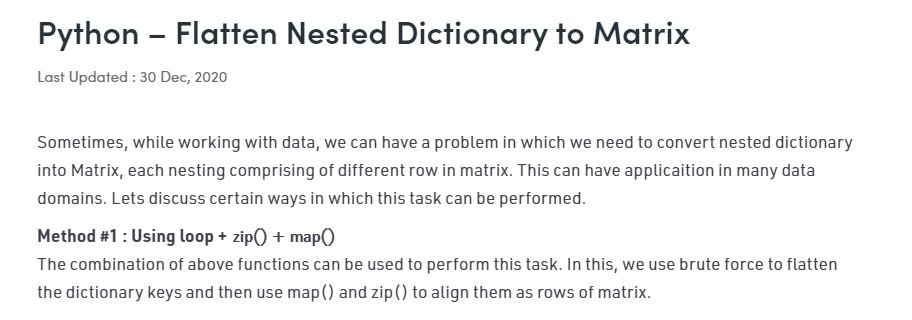 Python – Flatten Nested Dictionary to Matrix
Last Updated : 30 Dec, 2020
Sometimes, while working with data, we can have a problem in which we need to convert nested dictionary
into Matrix, each nesting comprising of different row in matrix. This can have applicaition in many data
domains. Lets discuss certain ways in which this task can be performed.
Method #1 : Using loop + zip() + map()
The combination of above functions can be used to perform this task. In this, we use brute force to flatten
the dictionary keys and then use map() and zip() to align them as rows of matrix.